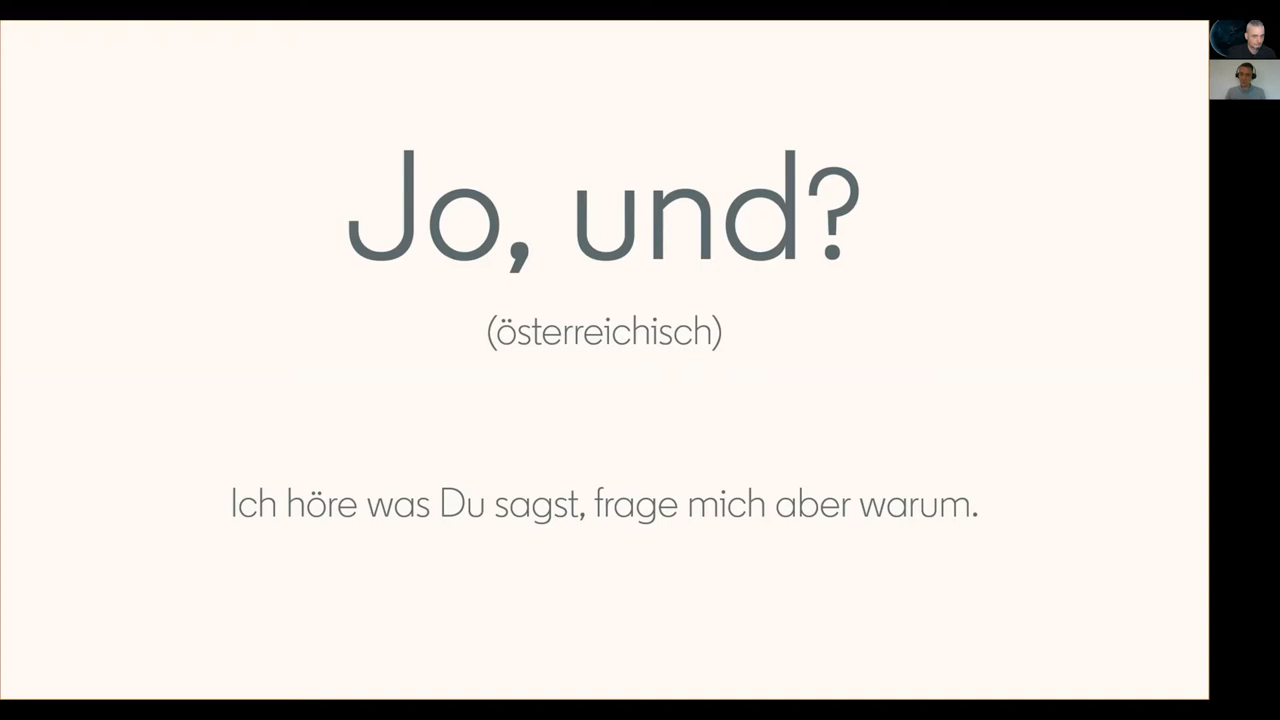 Jo, und?
(österreichisch)
Ich höre was Du sagst, frage mich aber warum.